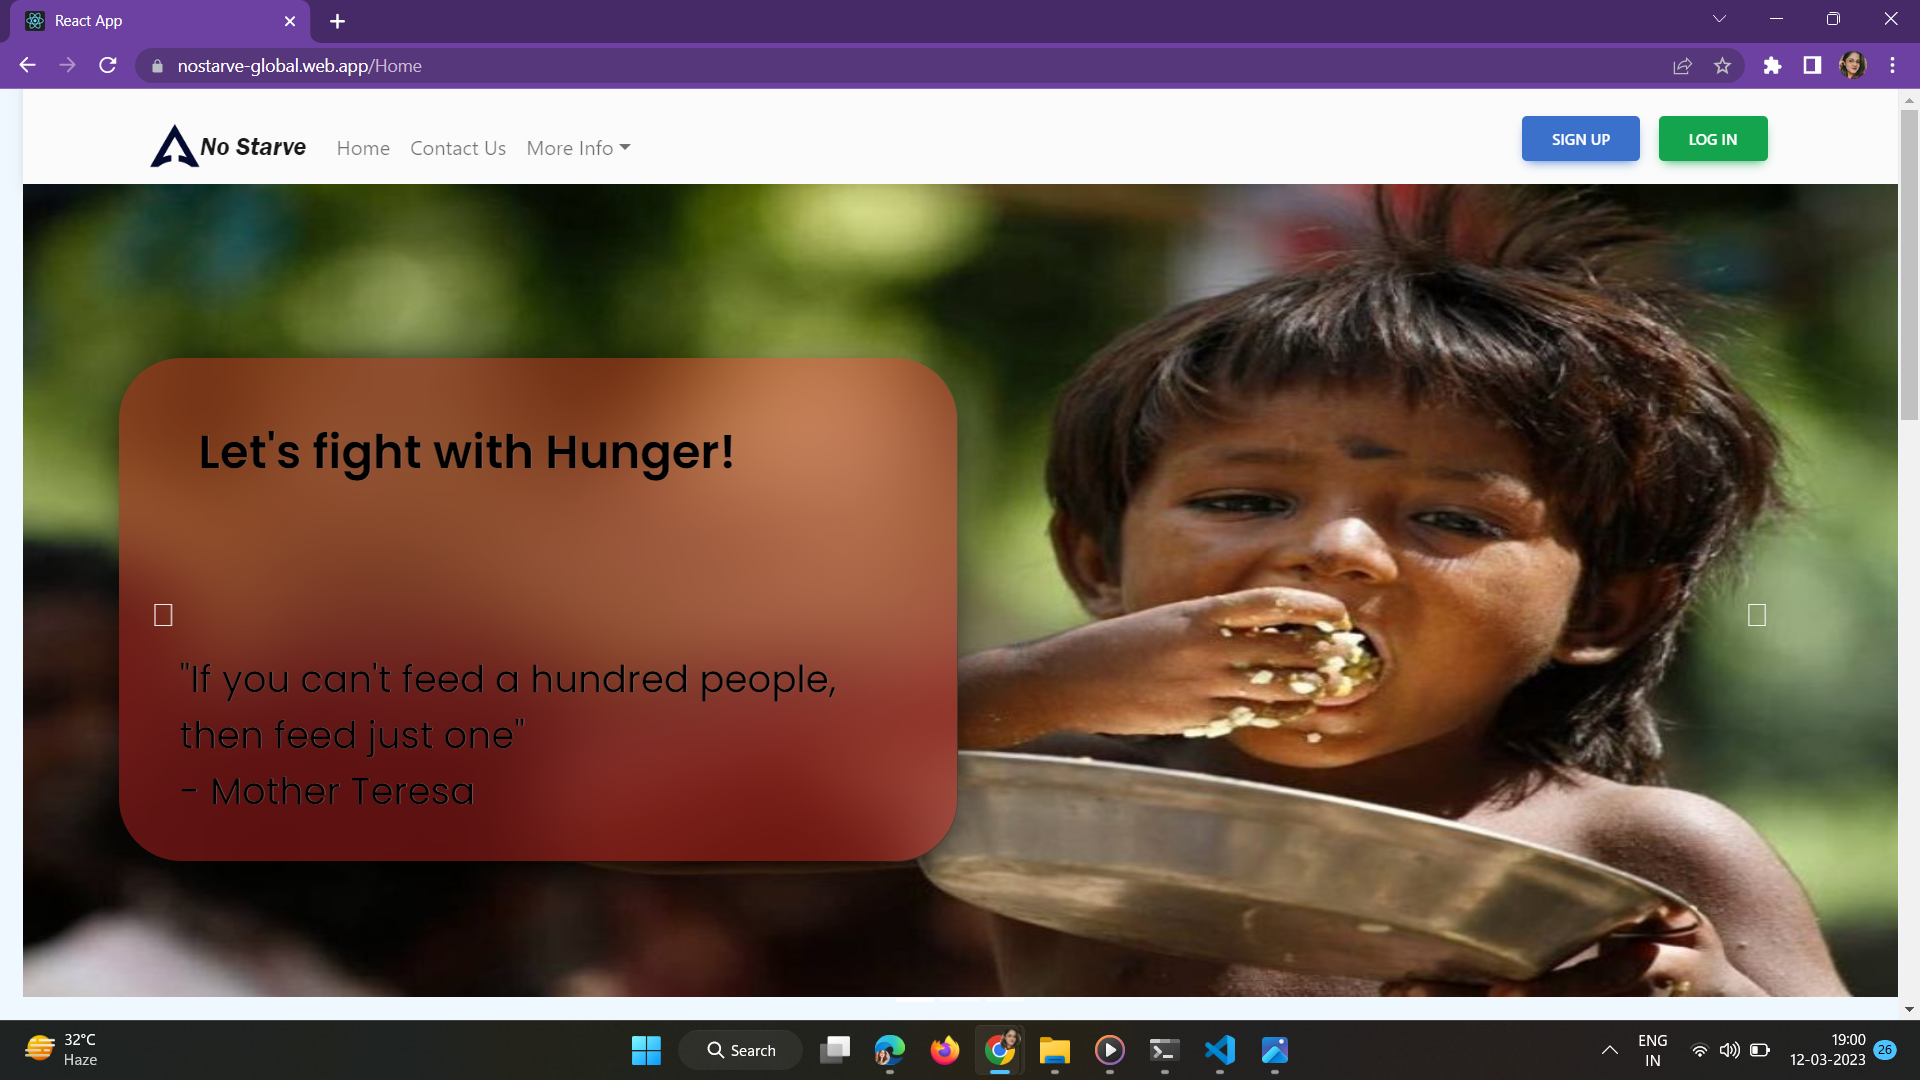 React App
nostarve-global.web.app/Home
No Starve
Home
Contact Us
More Info
SIGN UP
LOG IN
Let's fight with Hunger!
"If you can't feed a hundred people,
then feed just one"
- Mother Teresa
32°C
Haze
Search
ENG
IN
19:00
12-03-2023
26